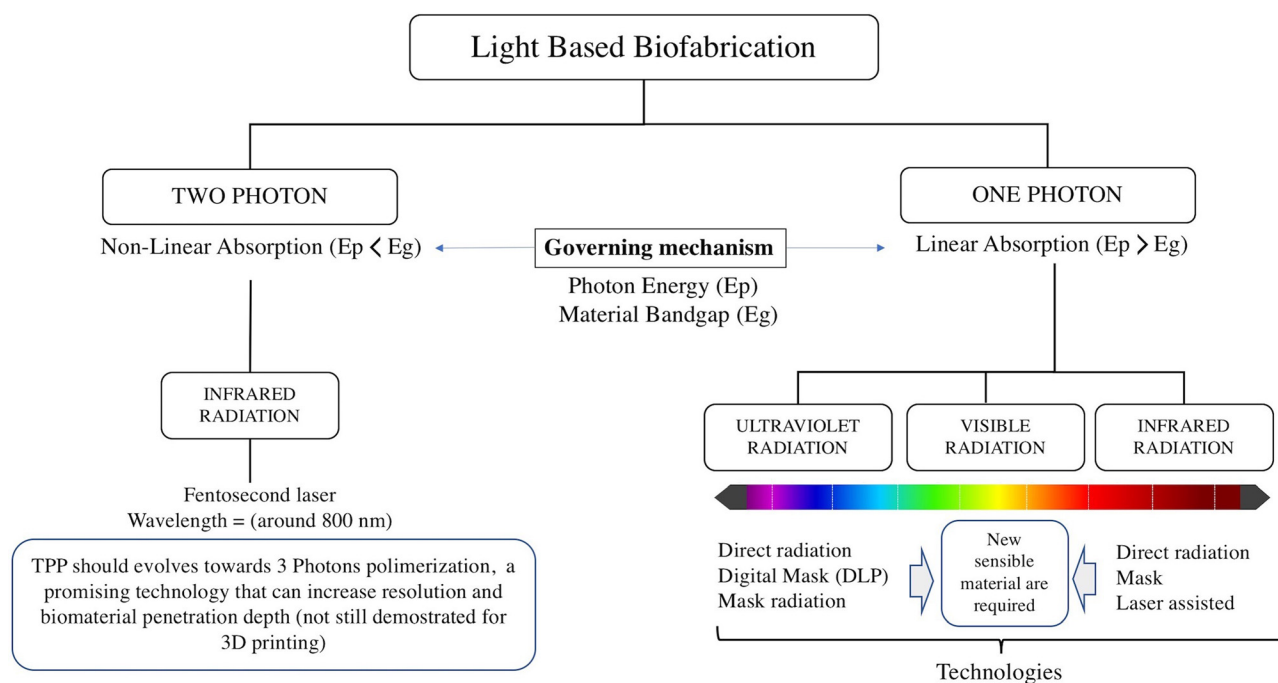 Light Based Biofabrication
TWO PHOTON
Non-Linear Absorption (Ep < Eg)
Governing mechanism
Photon Energy (Ep)
Material Bandgap (Eg)
ONE PHOTON
Linear Absorption (Ep > Eg)
INFRARED
RADIATION
Fentosecond laser
Wavelength = (around 800 nm)
TPP should evolves towards 3 Photons polimerization, a
promising technology that can increase resolution and
biomaterial penetration depth (not still demostrated for
3D printing)
ULTRAVIOLET
RADIATION
VISIBLE
RADIATION
INFRARED
RADIATION
Direct radiation
Digital Mask (DLP)
Mask radiation
New
sensible
material are
required
Direct radiation
Mask
Laser assisted
Technologies